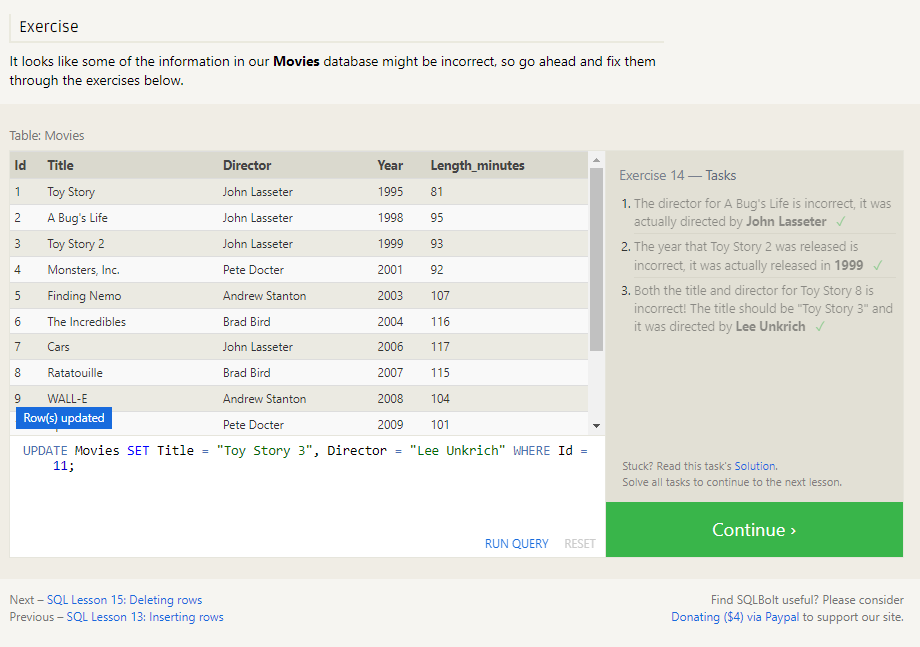 Exercise
It looks like some of the information in our Movies database might be incorrect, so go ahead and fix them
through the exercises below.
Table: Movies
Id Title Director Year Length_minutes
1 Toy Story John Lasseter 1995 81
2 A Bug's Life John Lasseter 1998 95
3 Toy Story 2 John Lasseter 1999 93
4 Monsters, Inc. Pete Docter 2001 92
5 Finding Nemo Andrew Stanton 2003 107
6 The Incredibles Brad Bird 2004 116
7 Cars John Lasseter 2006 117
8 Ratatouille Brad Bird 2007 115
9 WALL-E Andrew Stanton 2008 104
Row(s) updated
Pete Docter 2009 101
UPDATE Movies SET Title = "Toy Story 3", Director = "Lee Unkrich" WHERE Id =
11;
RUN QUERY RESET
Exercise 14 — Tasks
1. The director for A Bug's Life is incorrect, it was
actually directed by John Lasseter ✓
2. The year that Toy Story 2 was released is
incorrect, it was actually released in 1999 ✓
3. Both the title and director for Toy Story 8 is
incorrect! The title should be "Toy Story 3" and
it was directed by Lee Unkrich ✓
Stuck? Read this task's Solution.
Solve all tasks to continue to the next lesson.
Continue ›
Next – SQL Lesson 15: Deleting rows
Previous – SQL Lesson 13: Inserting rows
Find SQLBolt useful? Please consider
Donating ($4) via Paypal to support our site.